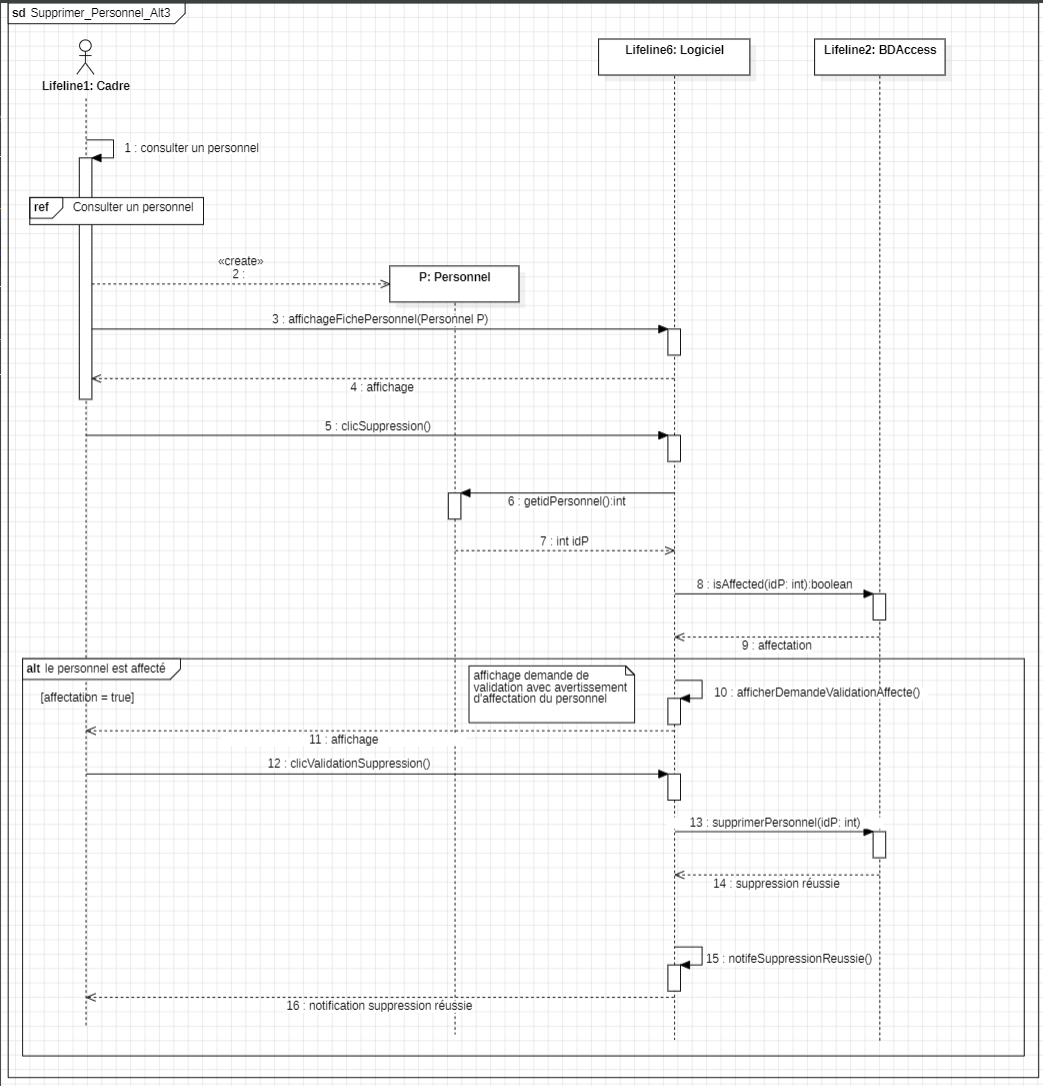 sd Supprimer_Personnel_Alt3
Lifeline1: Cadre
Lifeline6: Logiciel
Lifeline2: BDAccess
1 : consulter un personnel
ref Consulter un personnel
«create»
2 :
P: Personnel
3 : affichageFichePersonnel(Personnel P)
4 : affichage
5 : clicSuppression()
6 : getidPersonnel():int
7 : int idP
8 : isAffected(idP: int):boolean
9 : affectation
alt le personnel est affecté
[affectation = true]
affichage demande de
validation avec avertissement
d'affectation du personnel
10 : afficherDemandeValidationAffecte()
11 : affichage
12 : clicValidationSuppression()
13 : supprimerPersonnel(idP: int)
14 : suppression réussie
15 : notifeSuppressionReussie()
16 : notification suppression réussie